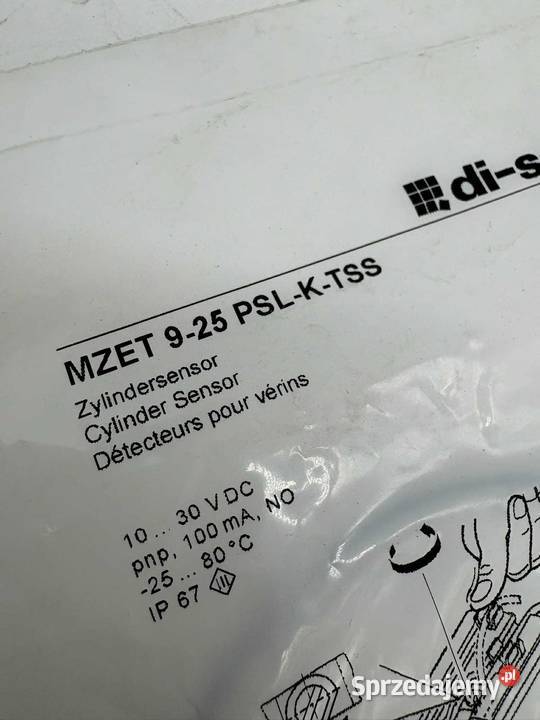 di-s
MZET 9-25 PSL-K-TSS
Zylindersensor
Cylinder Sensor
Détecteurs pour vérins
10 ... 30 V DC
pnp, 100 mA, NO
-25 ... 80 °C
IP 67 III
Sprzedajemy.pl